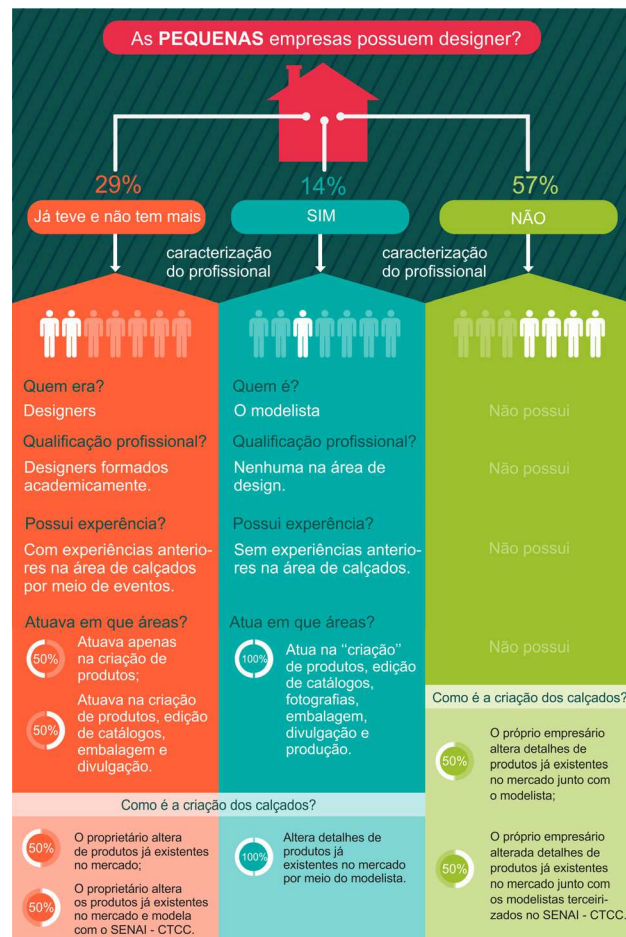 As PEQUENAS empresas possuem designer?
29%
Já teve e não tem mais
14%
SIM
57%
NÃO
caracterização
do profissional
caracterização
do profissional
Quem era?
Designers
Qualificação profissional?
Designers formados
academicamente.
Possui experência?
Com experiências anterio-
res na área de calçados
por meio de eventos.
Atuava em que áreas?
50%
Atuava apenas
na criação de
produtos;
50%
Atuava na criação
de produtos, edição
de catálogos,
embalagem e
divulgação.
Quem é?
O modelista
Qualificação profissional?
Nenhuma na área de
design.
Possui experência?
Sem experiências anterio-
res na área de calçados.
Atua em que áreas?
100%
Atua na “criação”
de produtos, edição
de catálogos,
fotografias,
embalagem,
divulgação e
produção.
Não possui
Não possui
Não possui
Não possui
Como é a criação dos calçados?
50%
O proprietário altera
de produtos já existentes
no mercado;
50%
O proprietário altera
os produtos já existentes
no mercado e modela
com o SENAI - CTCC.
100%
Altera detalhes de
produtos já
existentes no mercado
por meio do modelista.
Como é a criação dos calçados?
50%
O próprio empresário
altera detalhes de
produtos já existentes
no mercado junto com
o modelista;
50%
O próprio empresário
alterada detalhes de
produtos já existentes
no mercado junto com
os modelistas terceiri-
zados no SENAI - CTCC.